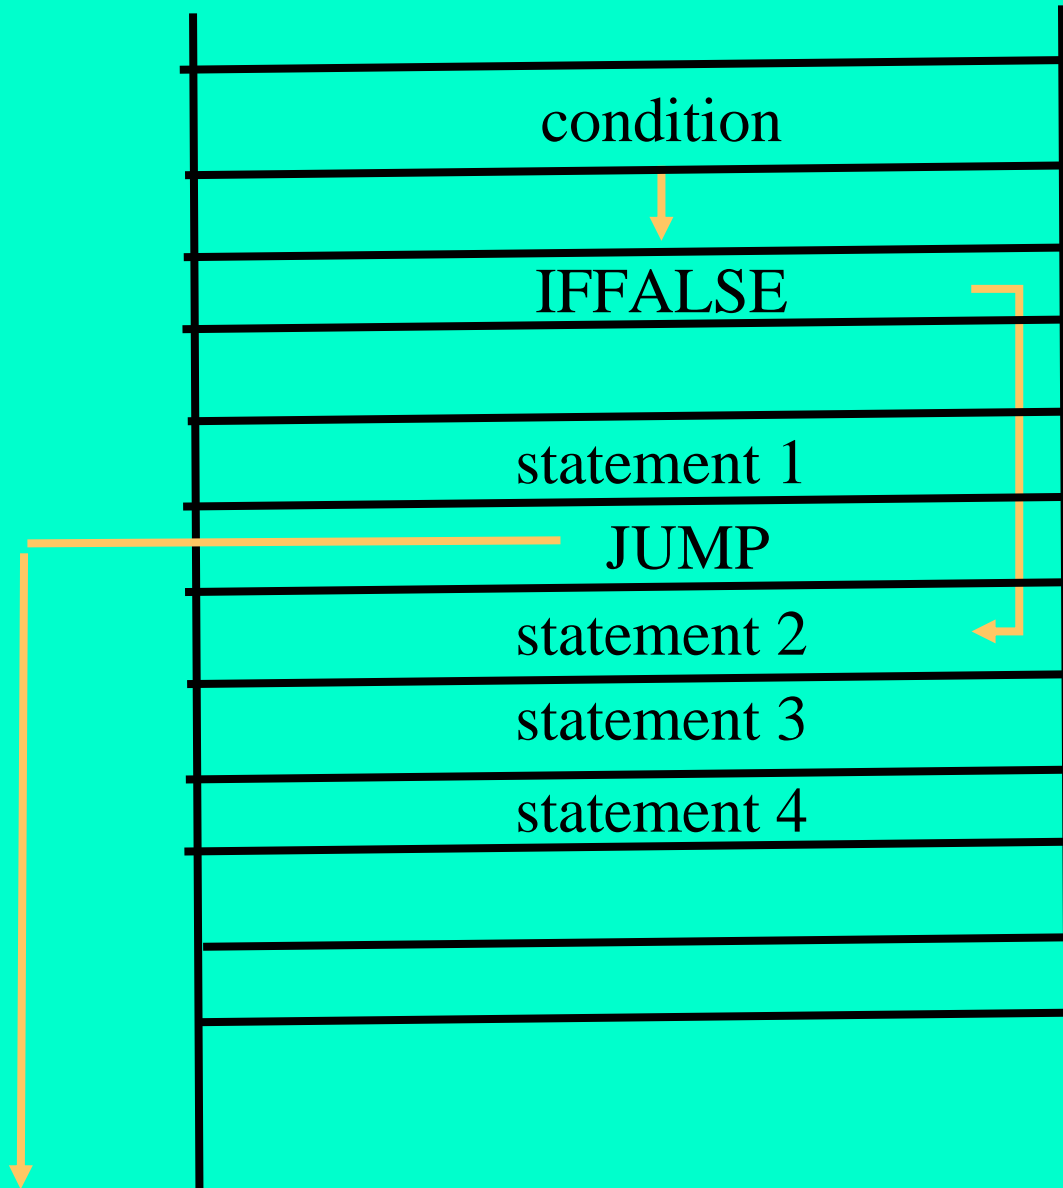 condition
IFFALSE
statement 1
JUMP
statement 2
statement 3
statement 4